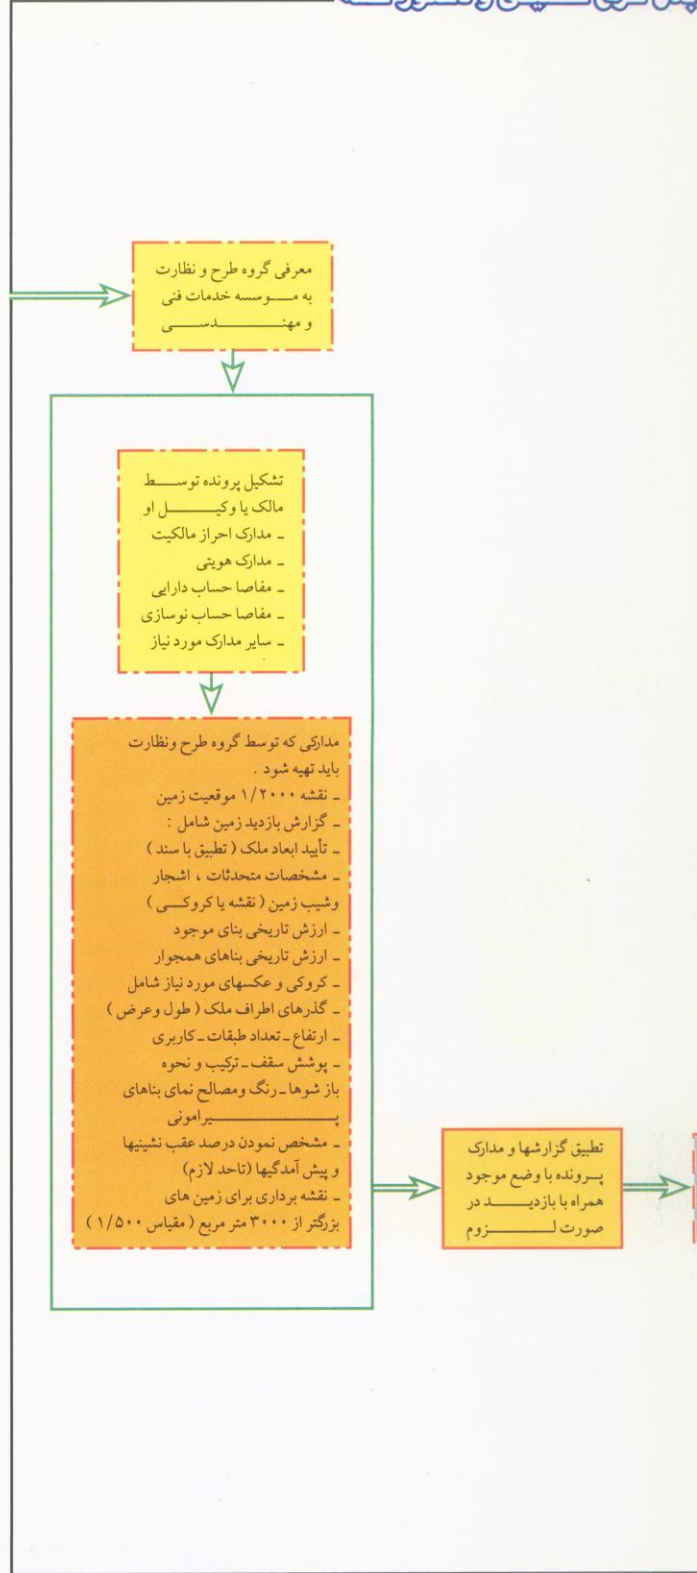 معرفی گروه طرح و نظارت
به موسسه خدمات فنی
و مهندسی
تشکیل پرونده توسط
مالک یا وکیل او
ـ مدارک احراز مالکیت
ـ مدارک هویتی
ـ مفاصا حساب دارایی
ـ مفاصا حساب نوسازی
ـ سایر مدارک مورد نیاز
مدارکی که توسط گروه طرح ونظارت
باید تهیه شود .
ـ نقشه ۱/۲۰۰۰ موقعیت زمین
ـ گزارش بازدید زمین شامل :
ـ تأیید ابعاد ملک ( تطبیق با سند )
ـ مشخصات متحدثات ، اشجار
وشیب زمین ( نقشه یا کروکی )
ـ ارزش تاریخی بنای موجود
ـ ارزش تاریخی بناهای همجوار
ـ کروکی و عکسهای مورد نیاز شامل
ـ گذرهای اطراف ملک ( طول وعرض )
ـ ارتفاع ـ تعداد طبقات ـ کاربری
ـ پوشش سقف ـ ترکیب و نحوه
باز شوها ـ رنگ ومصالح نمای بناهای
پیرامونی
ـ مشخص نمودن درصد عقب نشینیها
و پیش آمدگیها (تاحد لازم)
ـ نقشه برداری برای زمین های
بزرگتر از ۳۰۰۰ متر مربع ( مقیاس ۱/۵۰۰ )
تطبیق گزارشها و مدارک
پرونده با وضع موجود
همراه با بازدید در
صورت لزوم